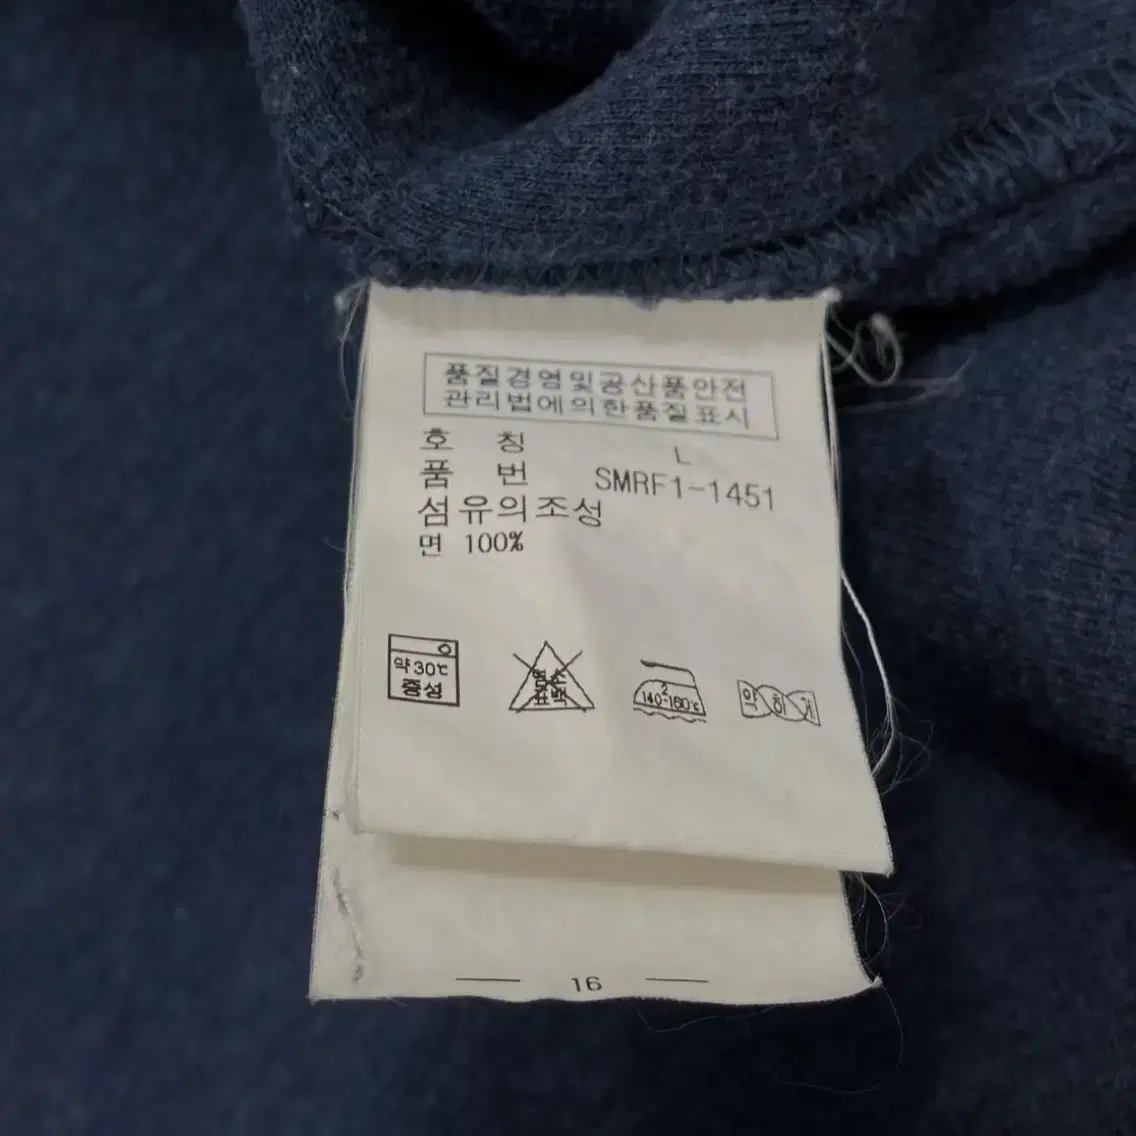 품질경영및공산품안전
관리법에의한품질표시
호 칭 L
품 번 SMRF1-1451
섬유의조성
면 100%
약30℃
중성
염소
표백
2
140~160℃
약하게
16